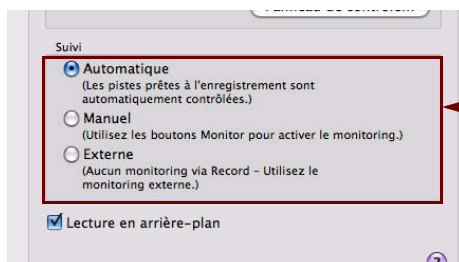 Suivi
Automatique
(Les pistes prêtes à l'enregistrement sont
automatiquement contrôlées.)
Manuel
(Utilisez les boutons Monitor pour activer le monitoring.)
Externe
(Aucun monitoring via Record – Utilisez le
monitoring externe.)
Lecture en arrière-plan
?